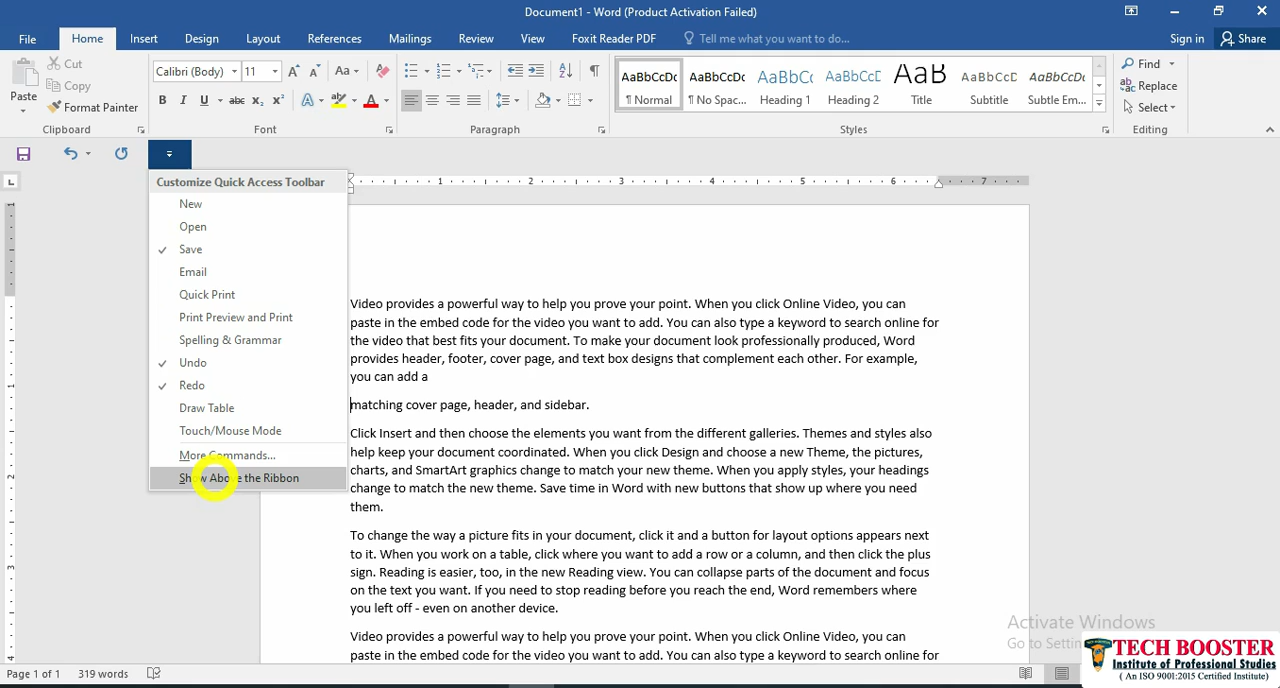 Document1 - Word (Product Activation Failed)
File Home Insert Design Layout References Mailings Review View Foxit Reader PDF Tell me what you want to do... Sign in Share
Paste
Cut
Copy
Format Painter
Clipboard
Calibri (Body) 11 Aa
B I U abc x₂ x² A A
Font
Paragraph
AaBbCcDc AaBbCcDc AaBbCc AaBbCcE AaB AaBbCcD AaBbCcDc
¶ Normal ¶ No Spac... Heading 1 Heading 2 Title Subtitle Subtle Em...
Styles
Find
Replace
Select
Editing
Customize Quick Access Toolbar
New
Open
Save
Email
Quick Print
Print Preview and Print
Spelling & Grammar
Undo
Redo
Draw Table
Touch/Mouse Mode
More Commands...
Show Above the Ribbon
1 2 3 4 5 6 7
Video provides a powerful way to help you prove your point. When you click Online Video, you can
paste in the embed code for the video you want to add. You can also type a keyword to search online for
the video that best fits your document. To make your document look professionally produced, Word
provides header, footer, cover page, and text box designs that complement each other. For example,
you can add a
matching cover page, header, and sidebar.
Click Insert and then choose the elements you want from the different galleries. Themes and styles also
help keep your document coordinated. When you click Design and choose a new Theme, the pictures,
charts, and SmartArt graphics change to match your new theme. When you apply styles, your headings
change to match the new theme. Save time in Word with new buttons that show up where you need
them.
To change the way a picture fits in your document, click it and a button for layout options appears next
to it. When you work on a table, click where you want to add a row or a column, and then click the plus
sign. Reading is easier, too, in the new Reading view. You can collapse parts of the document and focus
on the text you want. If you need to stop reading before you reach the end, Word remembers where
you left off - even on another device.
Video provides a powerful way to help you prove your point. When you click Online Video, you can
paste in the embed code for the video you want to add. You can also type a keyword to search online for
Activate Windows
Go to Settin
TECH BOOSTER
Institute of Professional Studies
( An ISO 9001:2015 Certified Institute)
Page 1 of 1 319 words